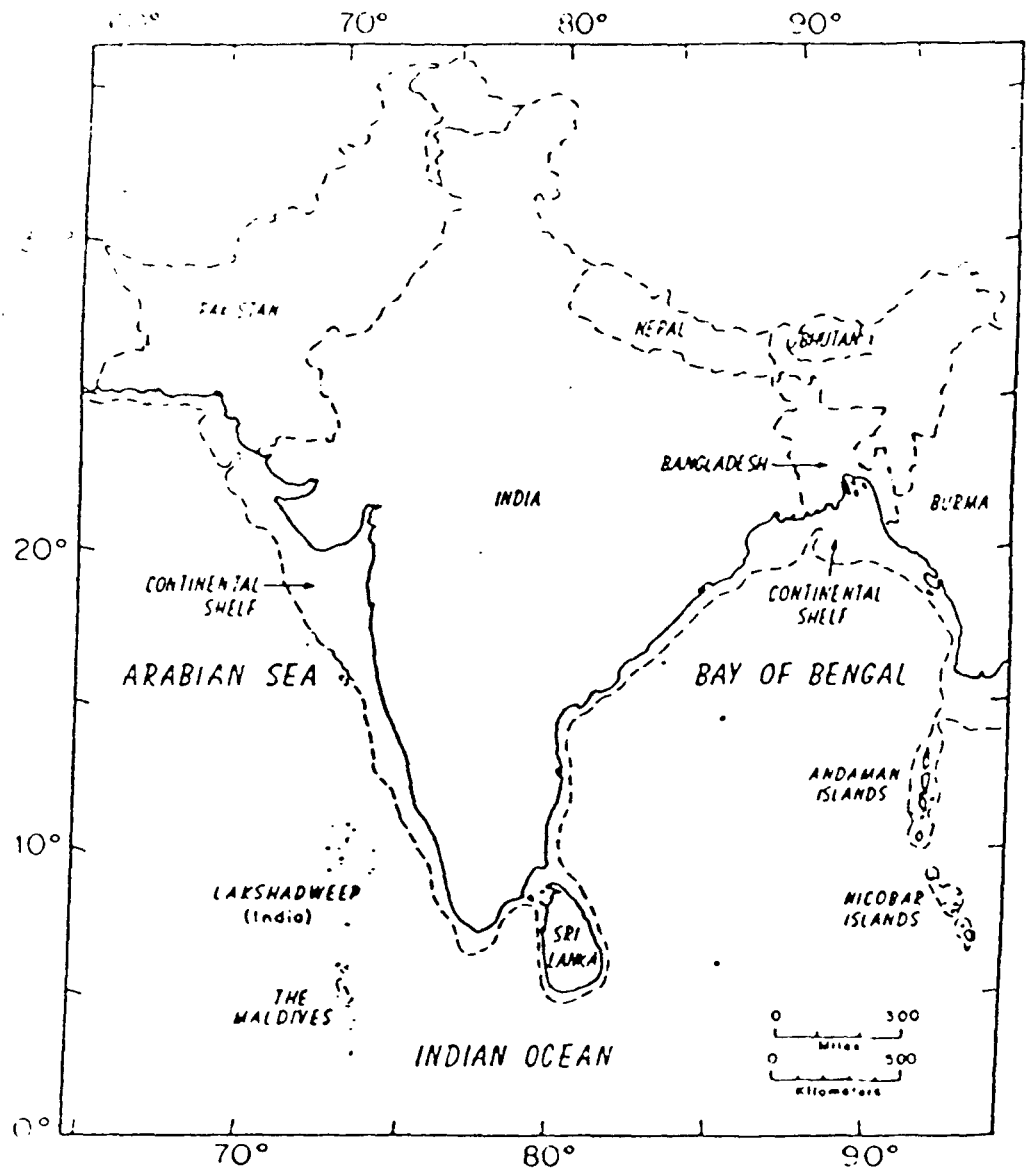 70°
80°
90°
NEPAL
BHUTAN
BANGLADESH
INDIA
BURMA
20°
CONTINENTAL
SHELF
CONTINENTAL
SHELF
ARABIAN SEA
BAY OF BENGAL
ANDAMAN
ISLANDS
10°
LAKSHADWEEP
(India)
NICOBAR
ISLANDS
SRI
LANKA
THE
MALDIVES
0
300
Miles
INDIAN OCEAN
0
500
Kilometers
0°
70°
80°
90°